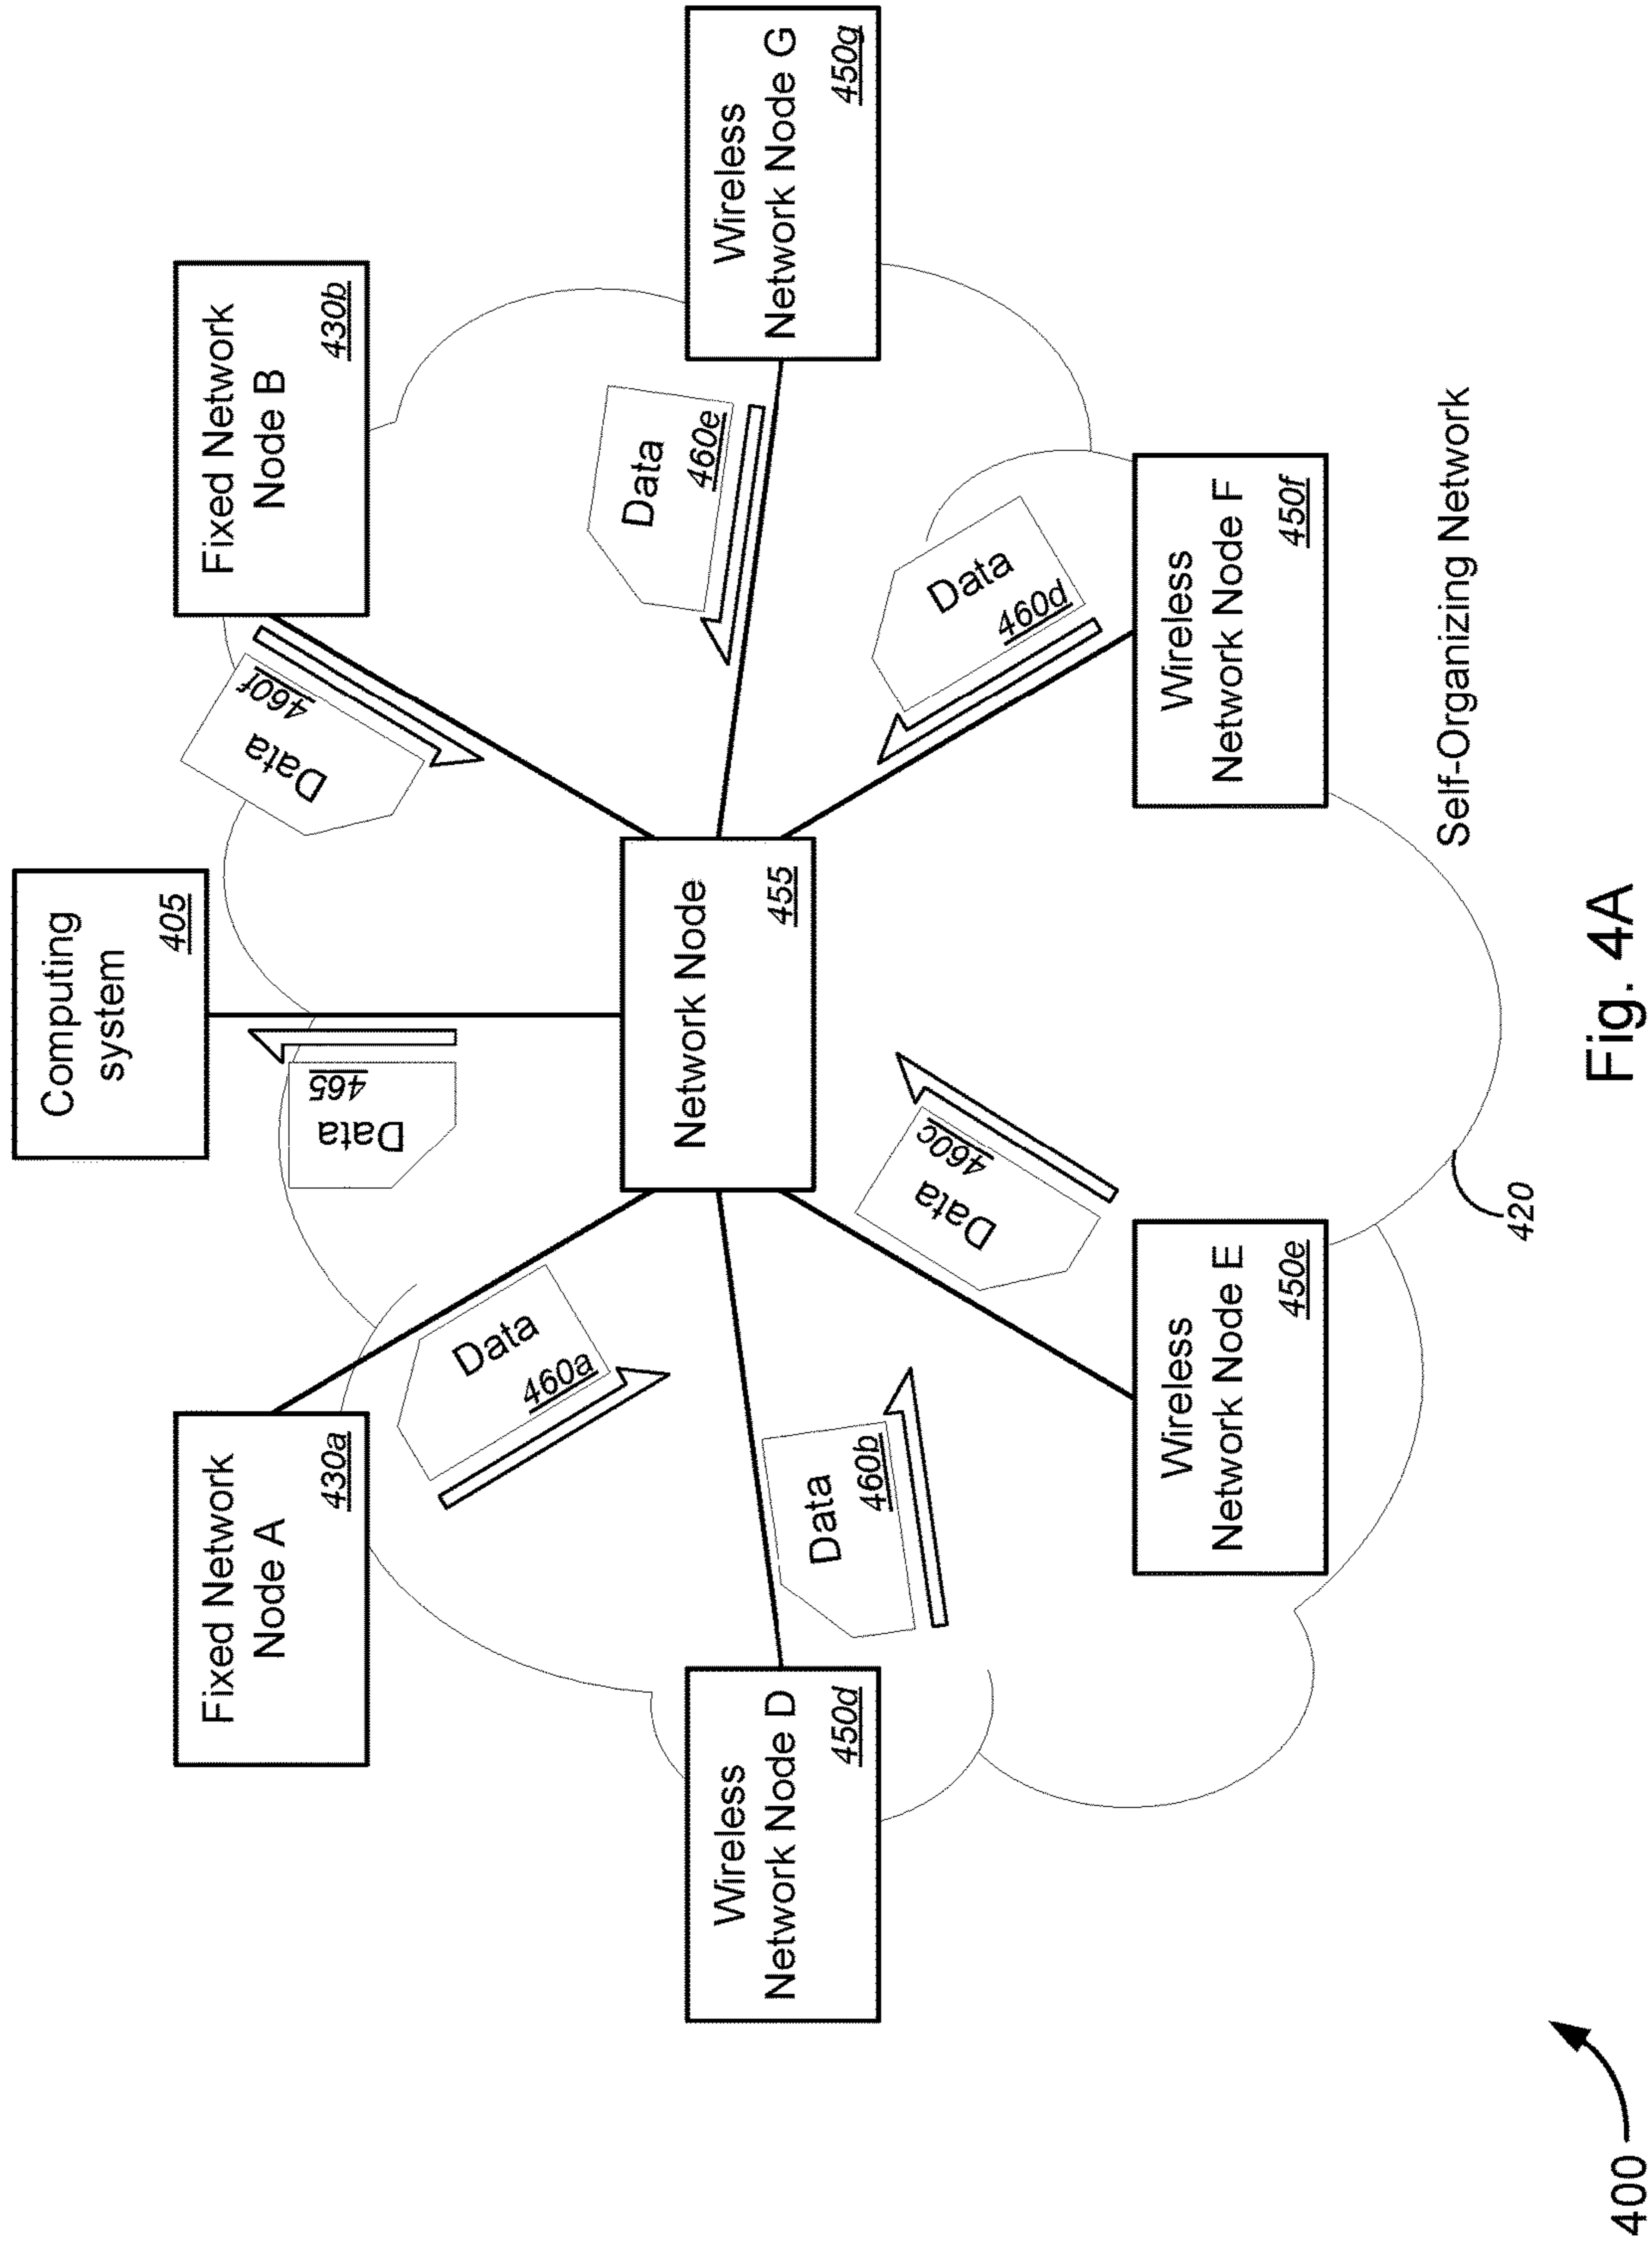 400
Computing
system
405
Fixed Network
Node A
430a
Fixed Network
Node B
430b
Data
465
Data
460f
Data
460a
Data
460e
Wireless
Network Node D
450d
Network Node
455
Wireless
Network Node G
450g
Data
460b
Data
460c
Data
460d
Wireless
Network Node E
450e
Wireless
Network Node F
450f
420
Self-Organizing Network
Fig. 4A